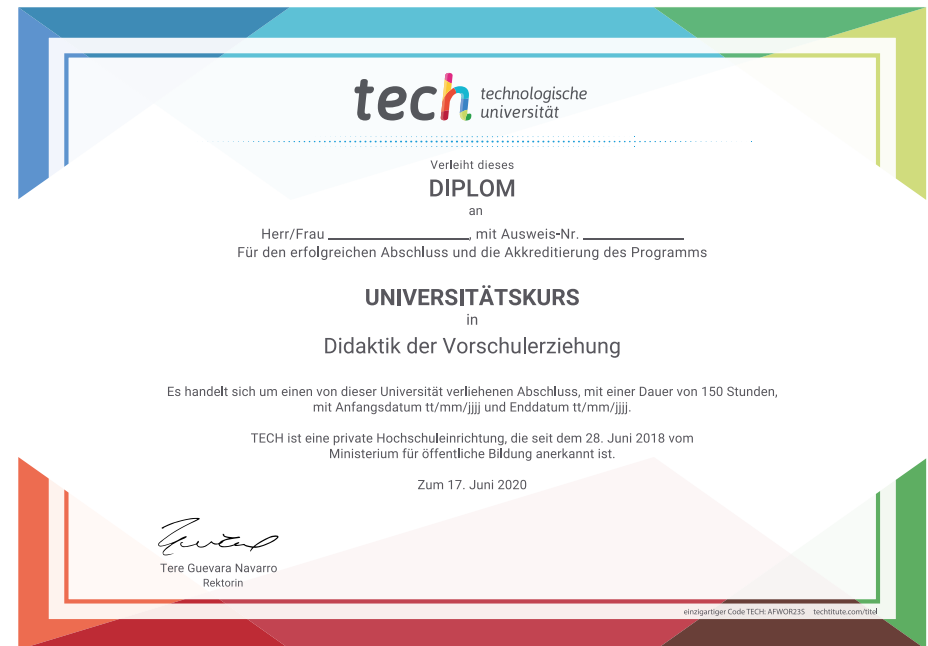 tech technologische
universität
Verleiht dieses
DIPLOM
an
Herr/Frau ____________________, mit Ausweis-Nr. ______________
Für den erfolgreichen Abschluss und die Akkreditierung des Programms
UNIVERSITÄTSKURS
in
Didaktik der Vorschulerziehung
Es handelt sich um einen von dieser Universität verliehenen Abschluss, mit einer Dauer von 150 Stunden,
mit Anfangsdatum tt/mm/jjjj und Enddatum tt/mm/jjjj.
TECH ist eine private Hochschuleinrichtung, die seit dem 28. Juni 2018 vom
Ministerium für öffentliche Bildung anerkannt ist.
Zum 17. Juni 2020
Tere Guevara Navarro
Rektorin
einzigartiger Code TECH: AFWOR235 techtitute.com/titel